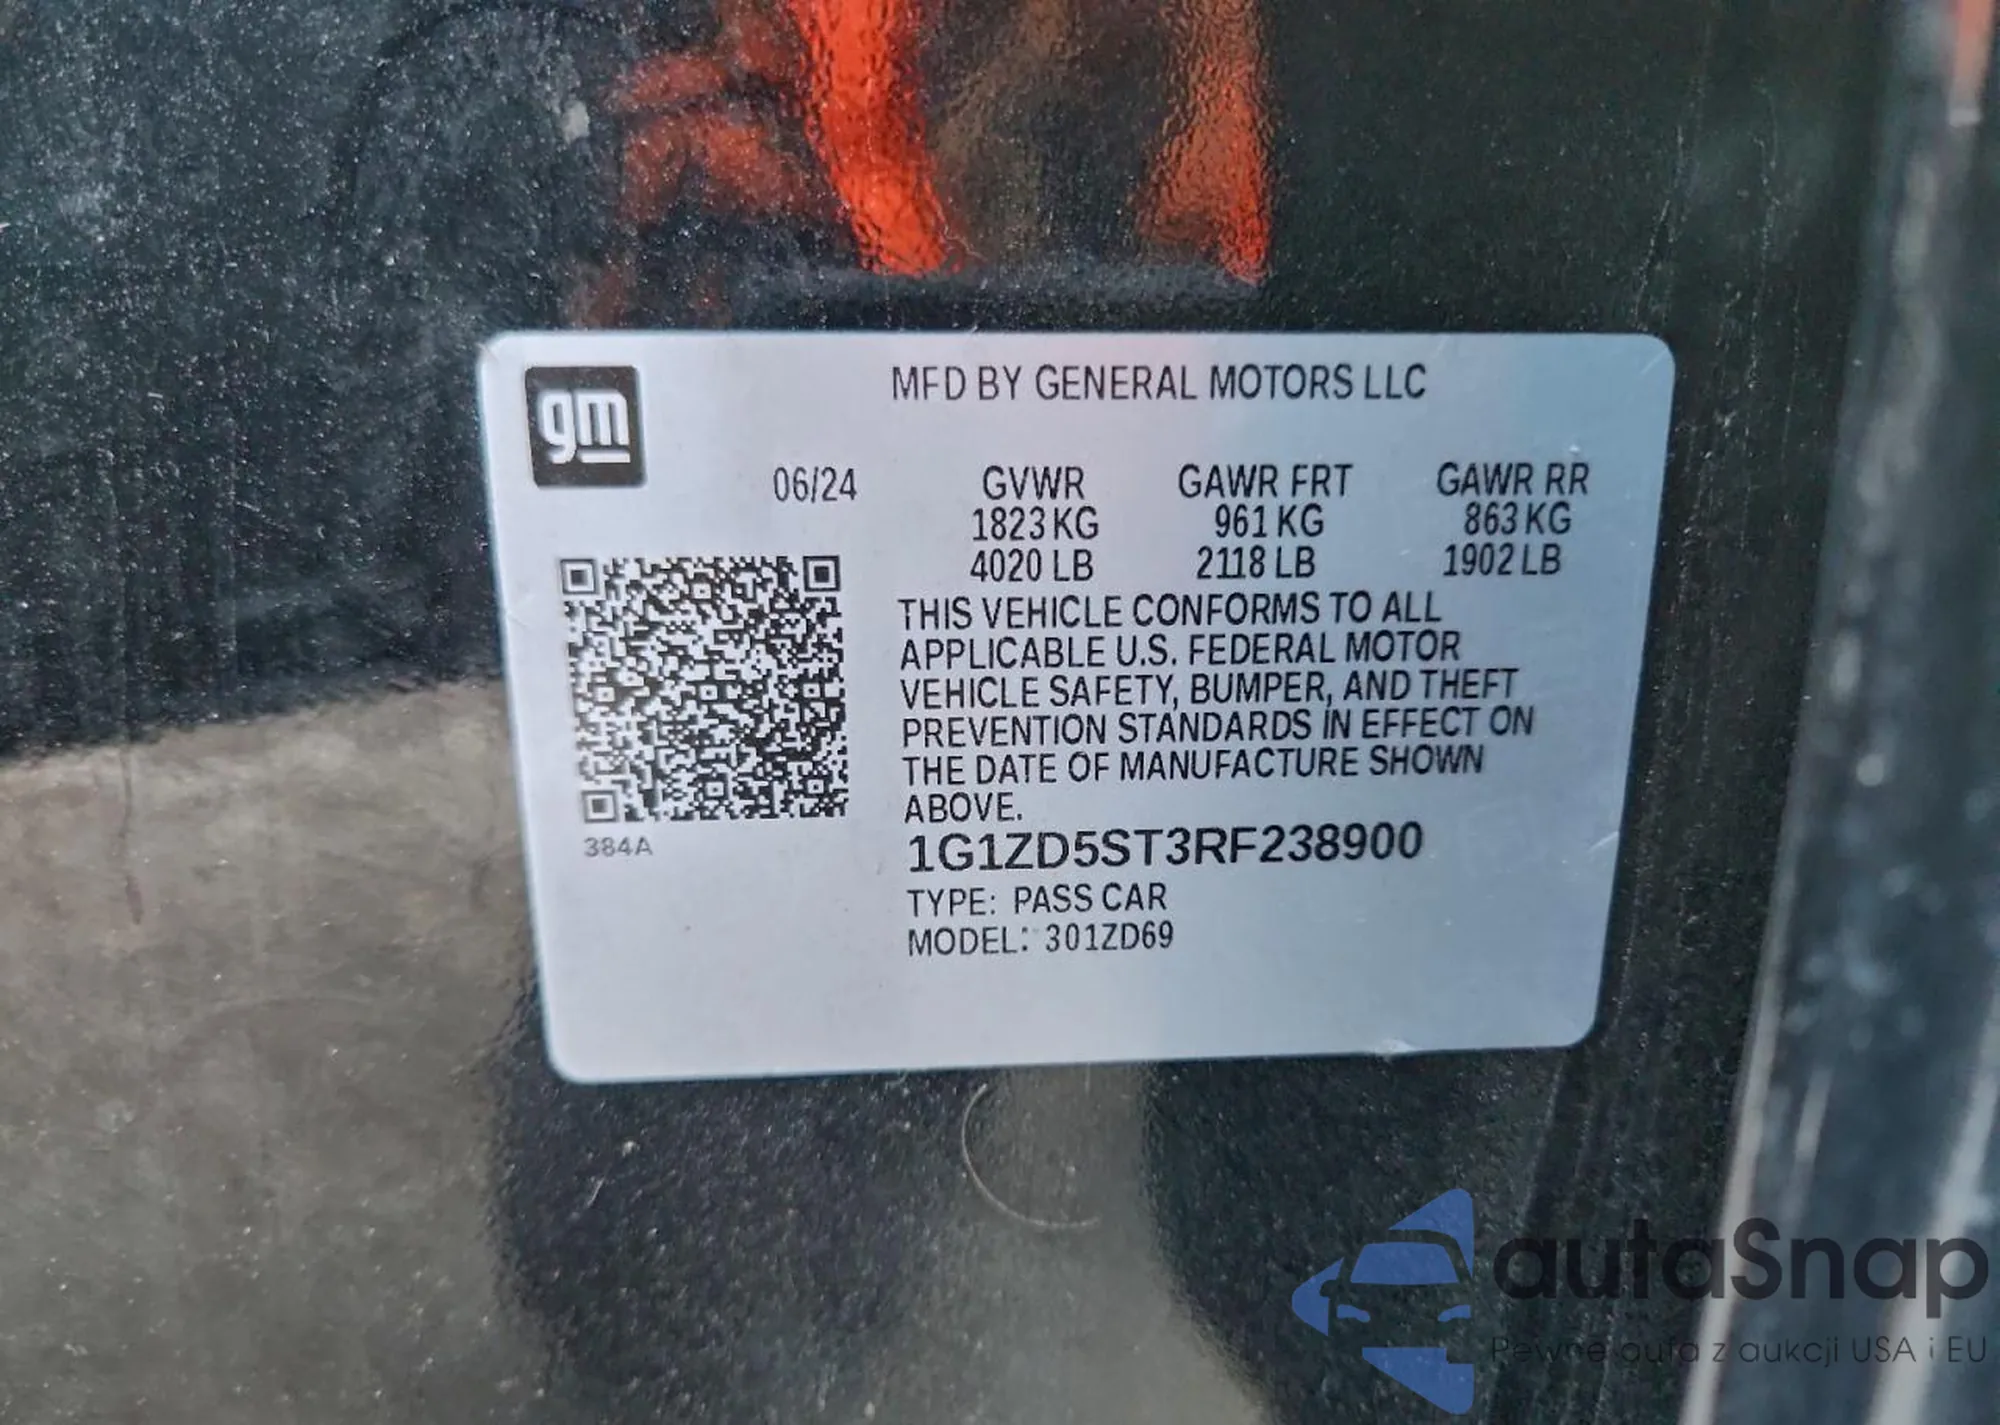 gm
MFD BY GENERAL MOTORS LLC
06/24 GVWR GAWR FRT GAWR RR
1823 KG 961 KG 863 KG
4020 LB 2118 LB 1902 LB
THIS VEHICLE CONFORMS TO ALL
APPLICABLE U.S. FEDERAL MOTOR
VEHICLE SAFETY, BUMPER, AND THEFT
PREVENTION STANDARDS IN EFFECT ON
THE DATE OF MANUFACTURE SHOWN
ABOVE.
384A
1G1ZD5ST3RF238900
TYPE: PASS CAR
MODEL: 301ZD69
autaSnap
Pewne auta z aukcji USA i EU